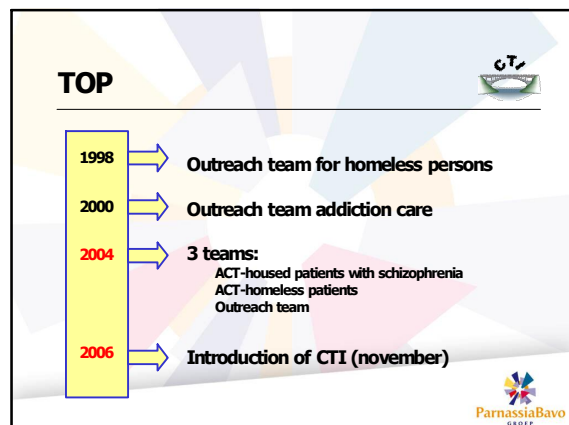 CTI
TOP
1998 Outreach team for homeless persons
2000 Outreach team addiction care
2004 3 teams:
ACT-housed patients with schizophrenia
ACT-homeless patients
Outreach team
2006 Introduction of CTI (november)
ParnassiaBavo
GROEP